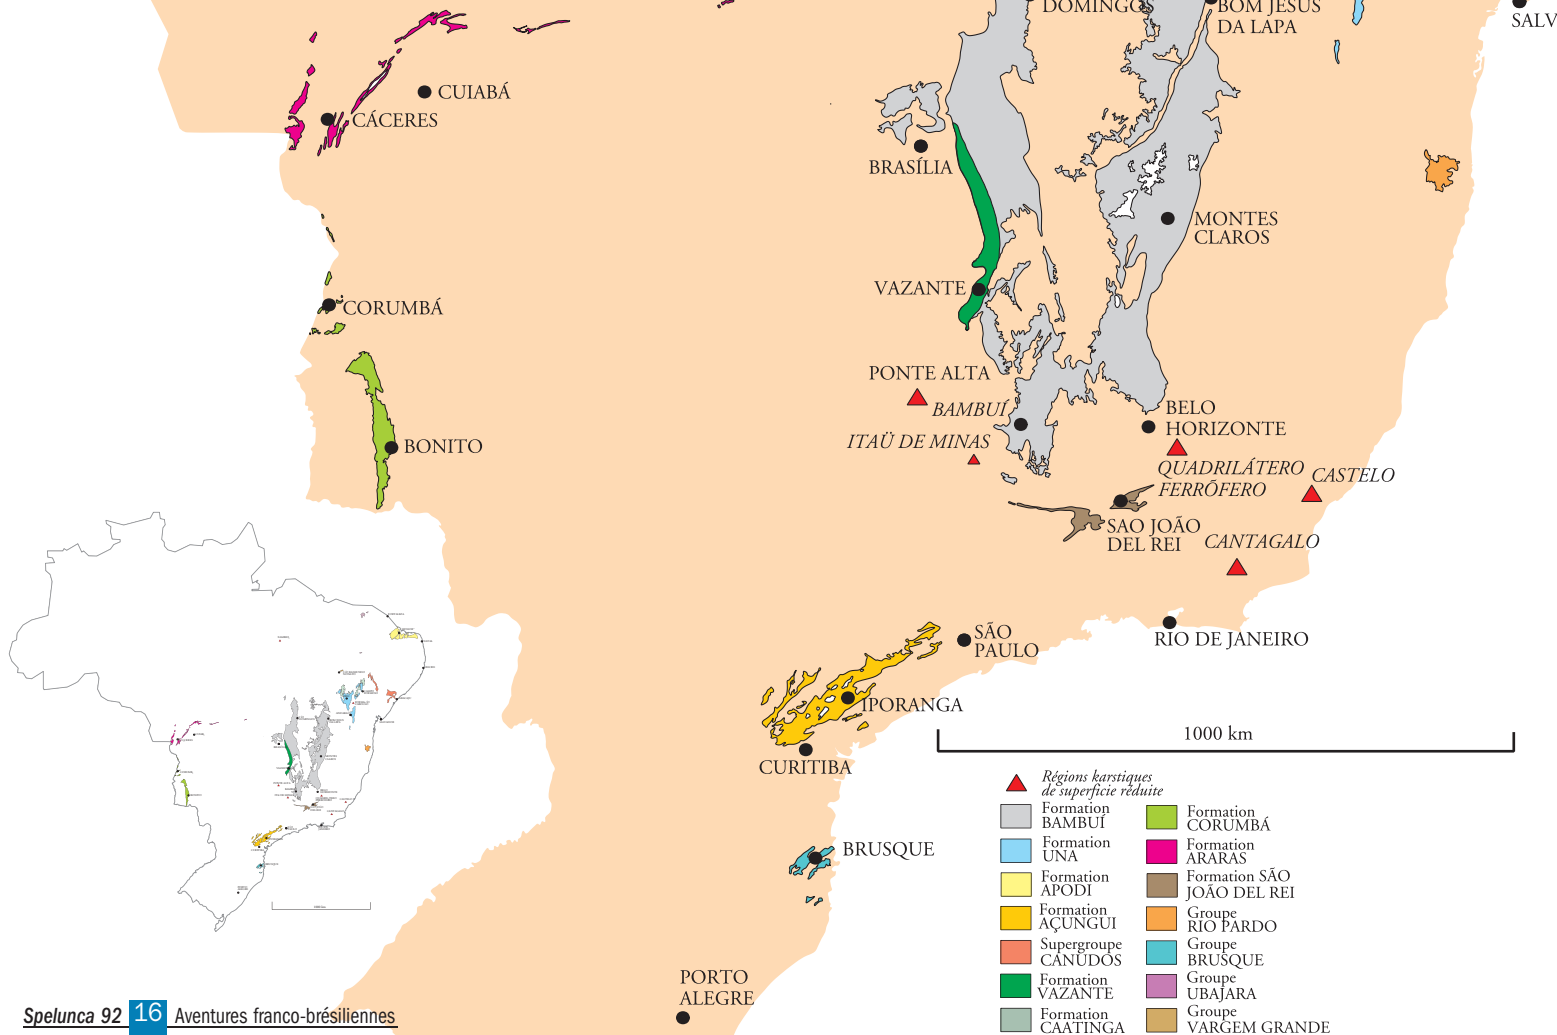 DOMINGOS
BOM JESUS
DA LAPA
SALV
CUIABÁ
CÁCERES
BRASÍLIA
MONTES
CLAROS
VAZANTE
CORUMBÁ
PONTE ALTA
BAMBUÍ
BELO
HORIZONTE
ITAÜ DE MINAS
BONITO
QUADRILÁTERO
FERRÕFERO
CASTELO
SAO JOÃO
DEL REI
CANTAGALO
SÃO
PAULO
RIO DE JANEIRO
IPORANGA
CURITIBA
1000 km
BRUSQUE
PORTO
ALEGRE
Régions karstiques
de superficie réduite
Formation
BAMBUÍ
Formation
UNA
Formation
APODI
Formation
AÇUNGUI
Supergroupe
CANUDOS
Formation
VAZANTE
Formation
CAATINGA
Formation
CORUMBÁ
Formation
ARARAS
Formation SÃO
JOÃO DEL REI
Groupe
RIO PARDO
Groupe
BRUSQUE
Groupe
UBAJARA
Groupe
VARGEM GRANDE
Spelunca 92 16 Aventures franco-brésiliennes